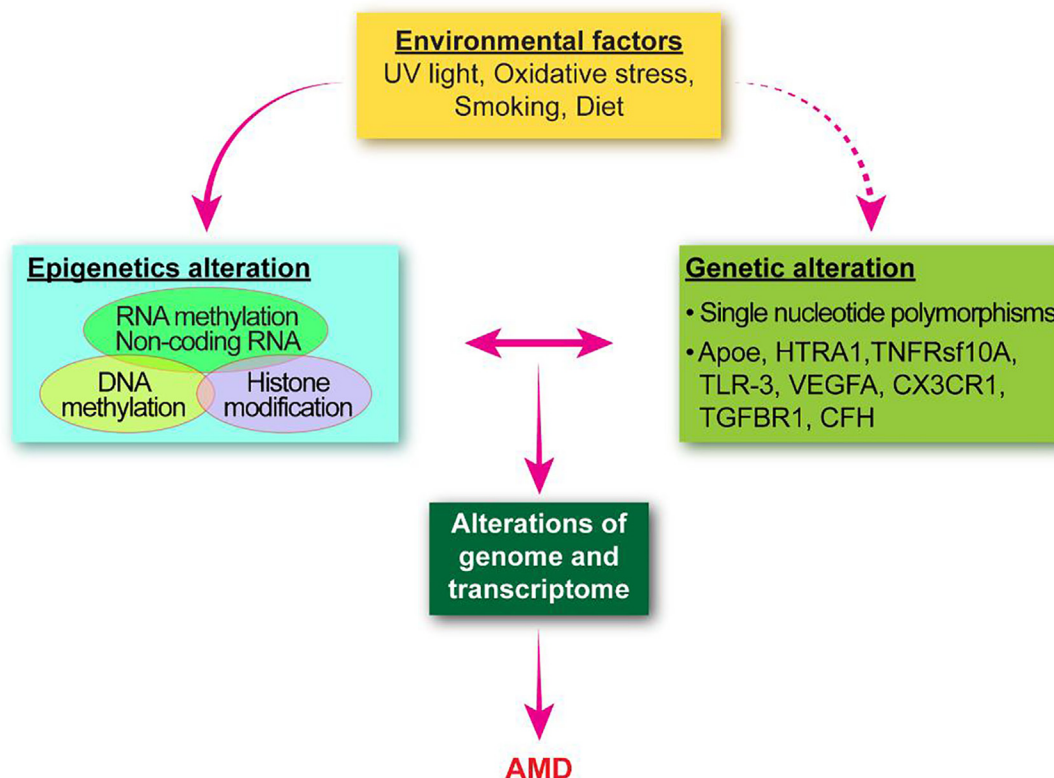 Environmental factors
UV light, Oxidative stress,
Smoking, Diet
Epigenetics alteration
RNA methylation
Non-coding RNA
DNA
methylation
Histone
modification
Genetic alteration
• Single nucleotide polymorphisms
• Apoe, HTRA1,TNFRsf10A,
TLR-3, VEGFA, CX3CR1,
TGFBR1, CFH
Alterations of
genome and
transcriptome
AMD